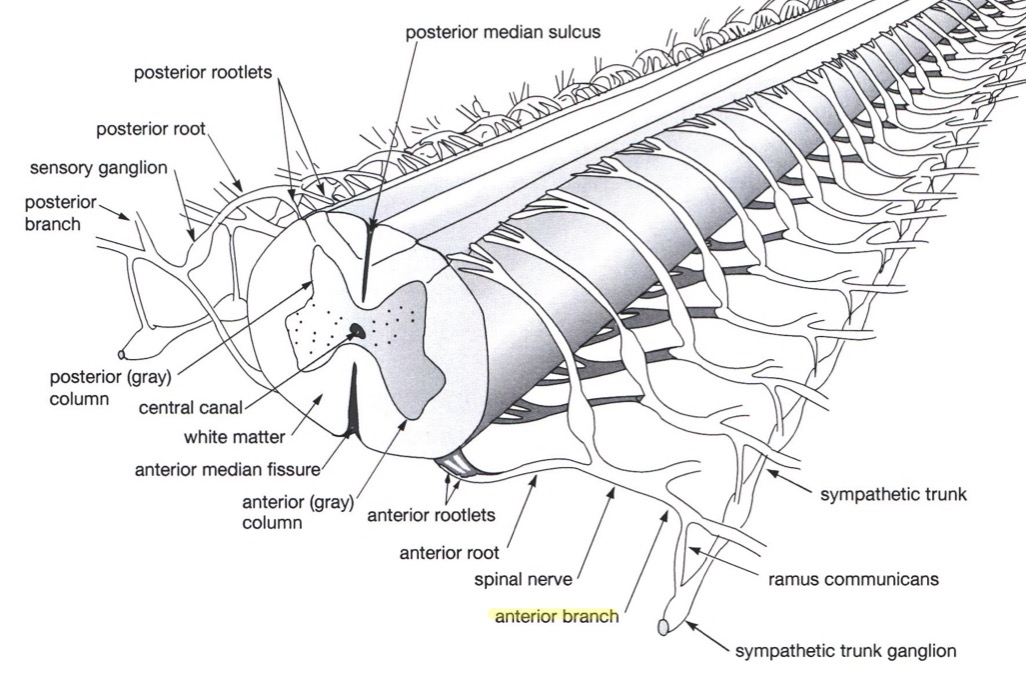 posterior median sulcus
posterior rootlets
posterior root
sensory ganglion
posterior
branch
posterior (gray)
column
central canal
white matter
anterior median fissure
anterior (gray)
column
anterior rootlets
anterior root
spinal nerve
anterior branch
sympathetic trunk
ramus communicans
sympathetic trunk ganglion